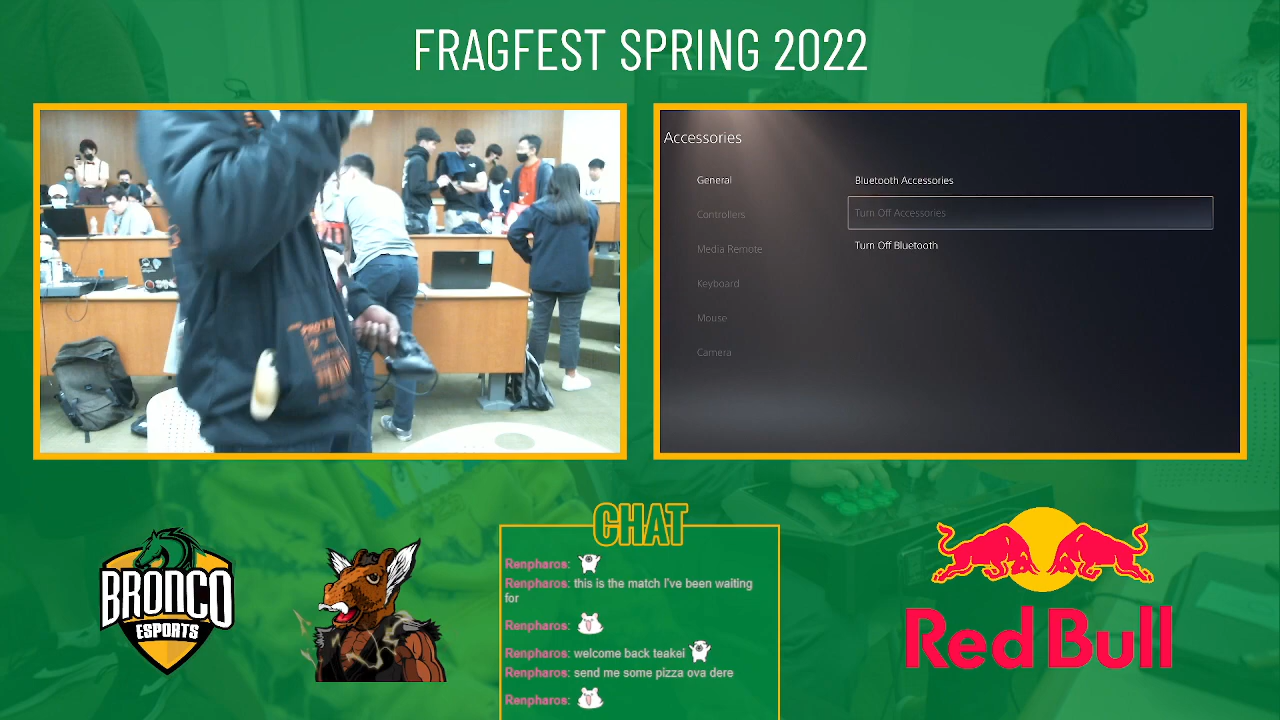 FRAGFEST SPRING 2022
Accessories
General
Controllers
Media Remote
Keyboard
Mouse
Camera
Bluetooth Accessories
Turn Off Accessories
Turn Off Bluetooth
BRONCO
ESPORTS
CHAT
Renpharos:
Renpharos: this is the match I've been waiting
for
Renpharos:
Renpharos: welcome back teakei
Renpharos: send me some pizza ova dere
Renpharos:
Red Bull